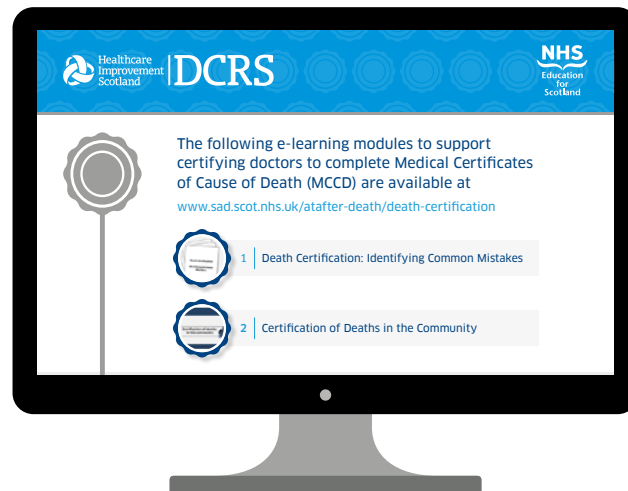 Healthcare
Improvement
Scotland
DCRS
NHS
Education
for
Scotland
The following e-learning modules to support
certifying doctors to complete Medical Certificates
of Cause of Death (MCCD) are available at
www.sad.scot.nhs.uk/atafter-death/death-certification
1 Death Certification: Identifying Common Mistakes
2 Certification of Deaths in the Community